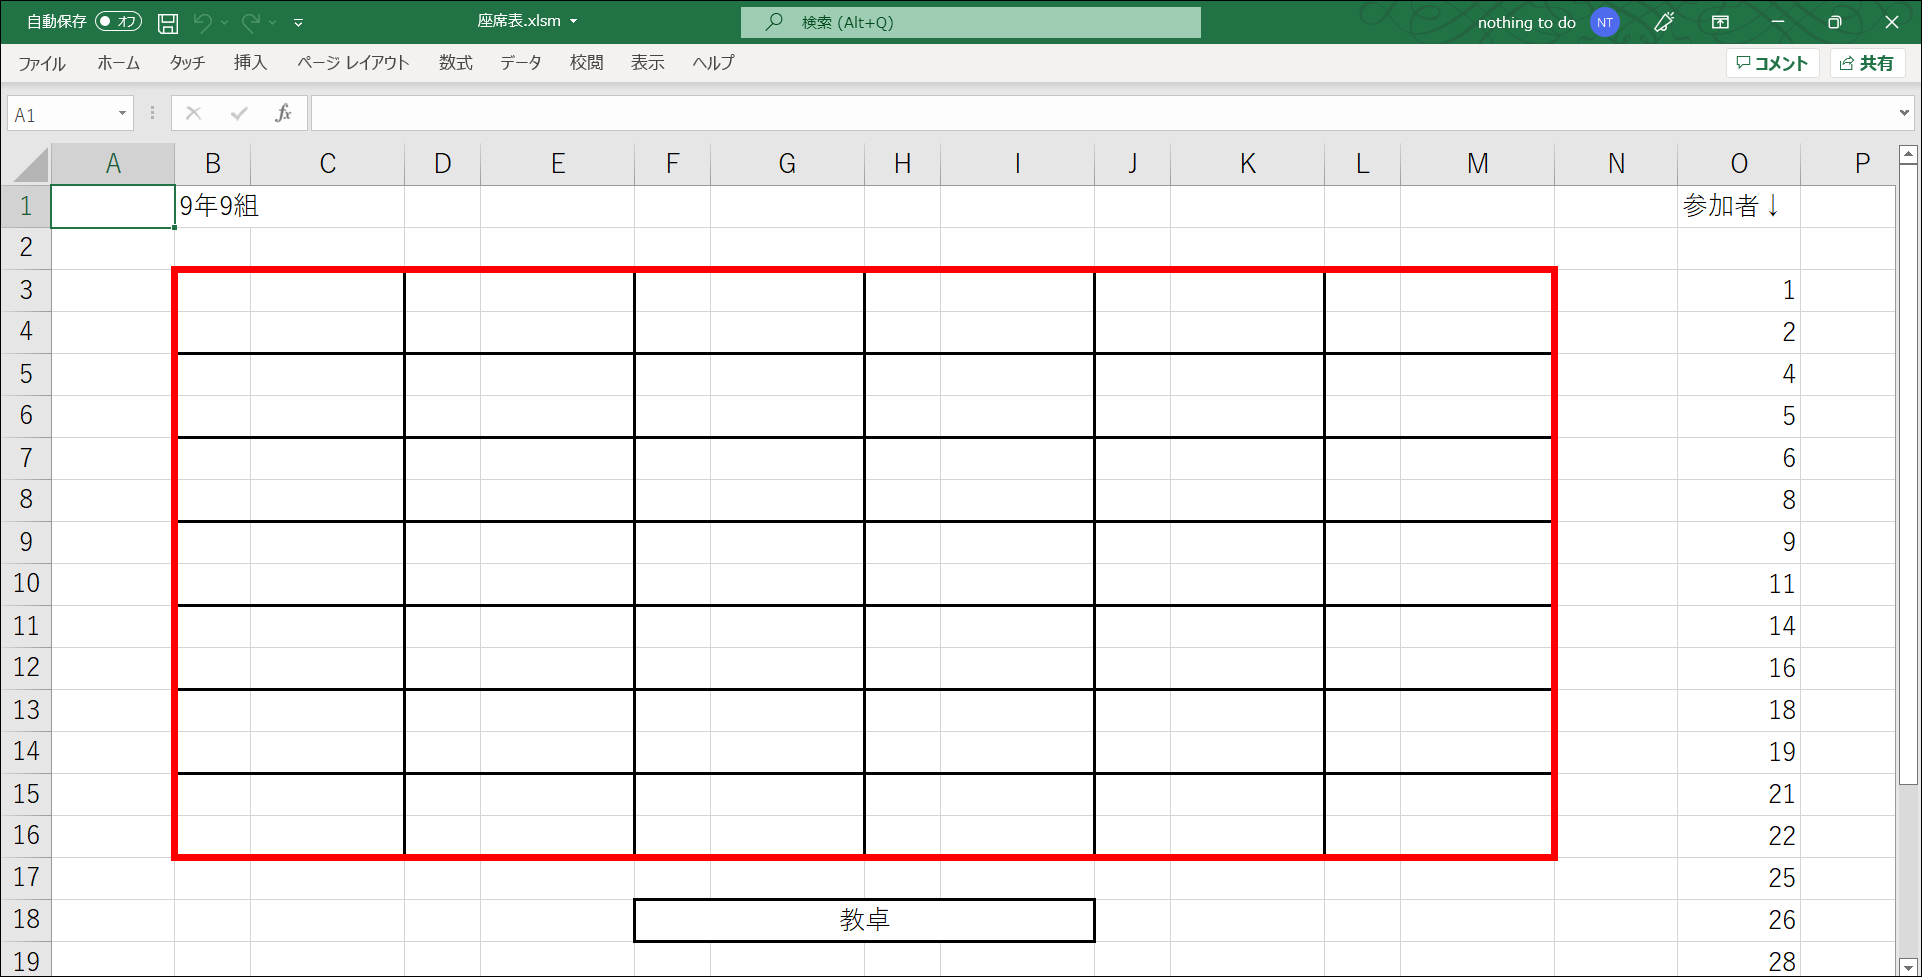 自動保存 オフ 座席表.xlsm 検索 (Alt+Q) nothing to do NT
ファイル ホーム タッチ 挿入 ページ レイアウト 数式 データ 校閲 表示 ヘルプ コメント 共有
A1 fx
A B C D E F G H I J K L M N O P
1 9年9組 参加者↓
2
3 1
4 2
5 4
6 5
7 6
8 8
9 9
10 11
11 14
12 16
13 18
14 19
15 21
16 22
17 25
18 教卓 26
19 28